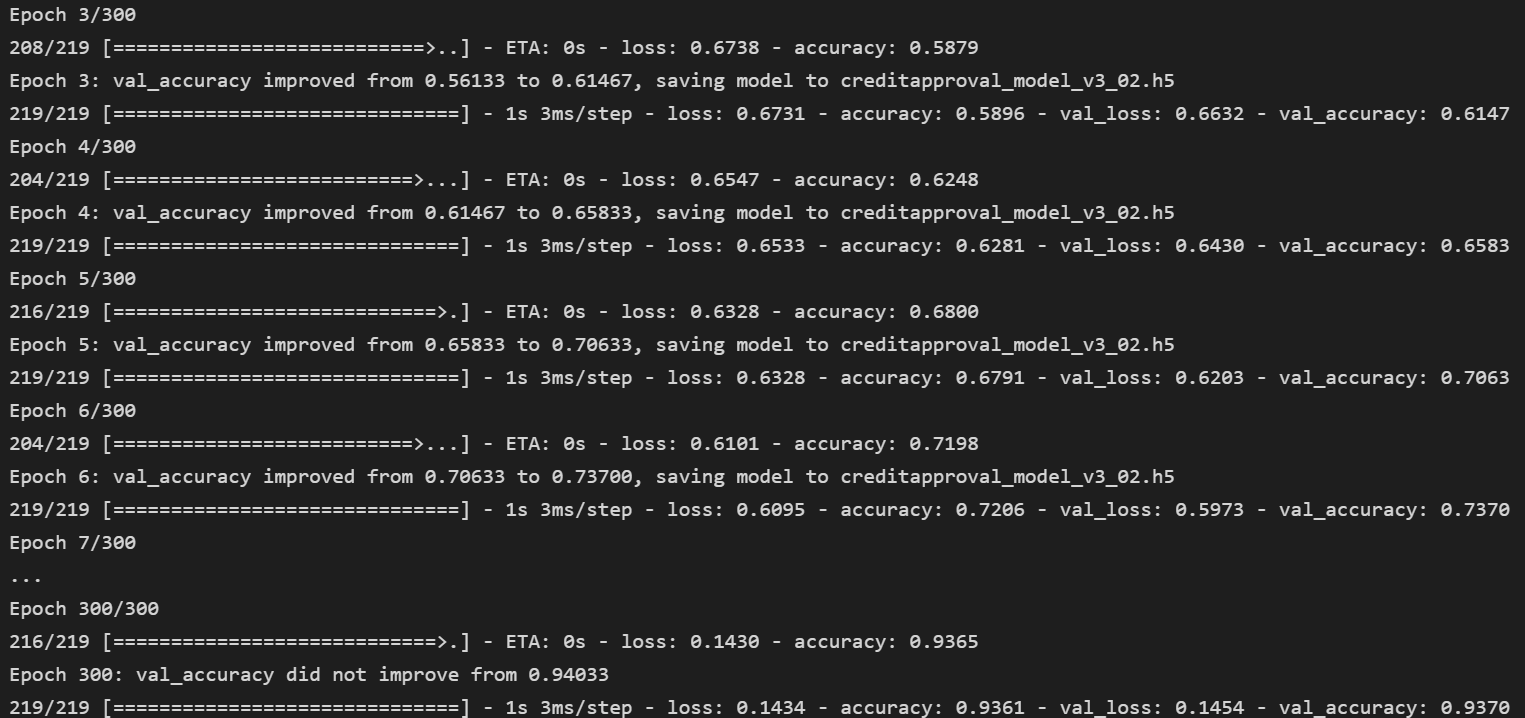 Epoch 3/300
208/219 [===========================>..] - ETA: 0s - loss: 0.6738 - accuracy: 0.5879
Epoch 3: val_accuracy improved from 0.56133 to 0.61467, saving model to creditapproval_model_v3_02.h5
219/219 [==============================] - 1s 3ms/step - loss: 0.6731 - accuracy: 0.5896 - val_loss: 0.6632 - val_accuracy: 0.6147
Epoch 4/300
204/219 [==========================>...] - ETA: 0s - loss: 0.6547 - accuracy: 0.6248
Epoch 4: val_accuracy improved from 0.61467 to 0.65833, saving model to creditapproval_model_v3_02.h5
219/219 [==============================] - 1s 3ms/step - loss: 0.6533 - accuracy: 0.6281 - val_loss: 0.6430 - val_accuracy: 0.6583
Epoch 5/300
216/219 [============================>.] - ETA: 0s - loss: 0.6328 - accuracy: 0.6800
Epoch 5: val_accuracy improved from 0.65833 to 0.70633, saving model to creditapproval_model_v3_02.h5
219/219 [==============================] - 1s 3ms/step - loss: 0.6328 - accuracy: 0.6791 - val_loss: 0.6203 - val_accuracy: 0.7063
Epoch 6/300
204/219 [==========================>...] - ETA: 0s - loss: 0.6101 - accuracy: 0.7198
Epoch 6: val_accuracy improved from 0.70633 to 0.73700, saving model to creditapproval_model_v3_02.h5
219/219 [==============================] - 1s 3ms/step - loss: 0.6095 - accuracy: 0.7206 - val_loss: 0.5973 - val_accuracy: 0.7370
Epoch 7/300
...
Epoch 300/300
216/219 [============================>.] - ETA: 0s - loss: 0.1430 - accuracy: 0.9365
Epoch 300: val_accuracy did not improve from 0.94033
219/219 [==============================] - 1s 3ms/step - loss: 0.1434 - accuracy: 0.9361 - val_loss: 0.1454 - val_accuracy: 0.9370